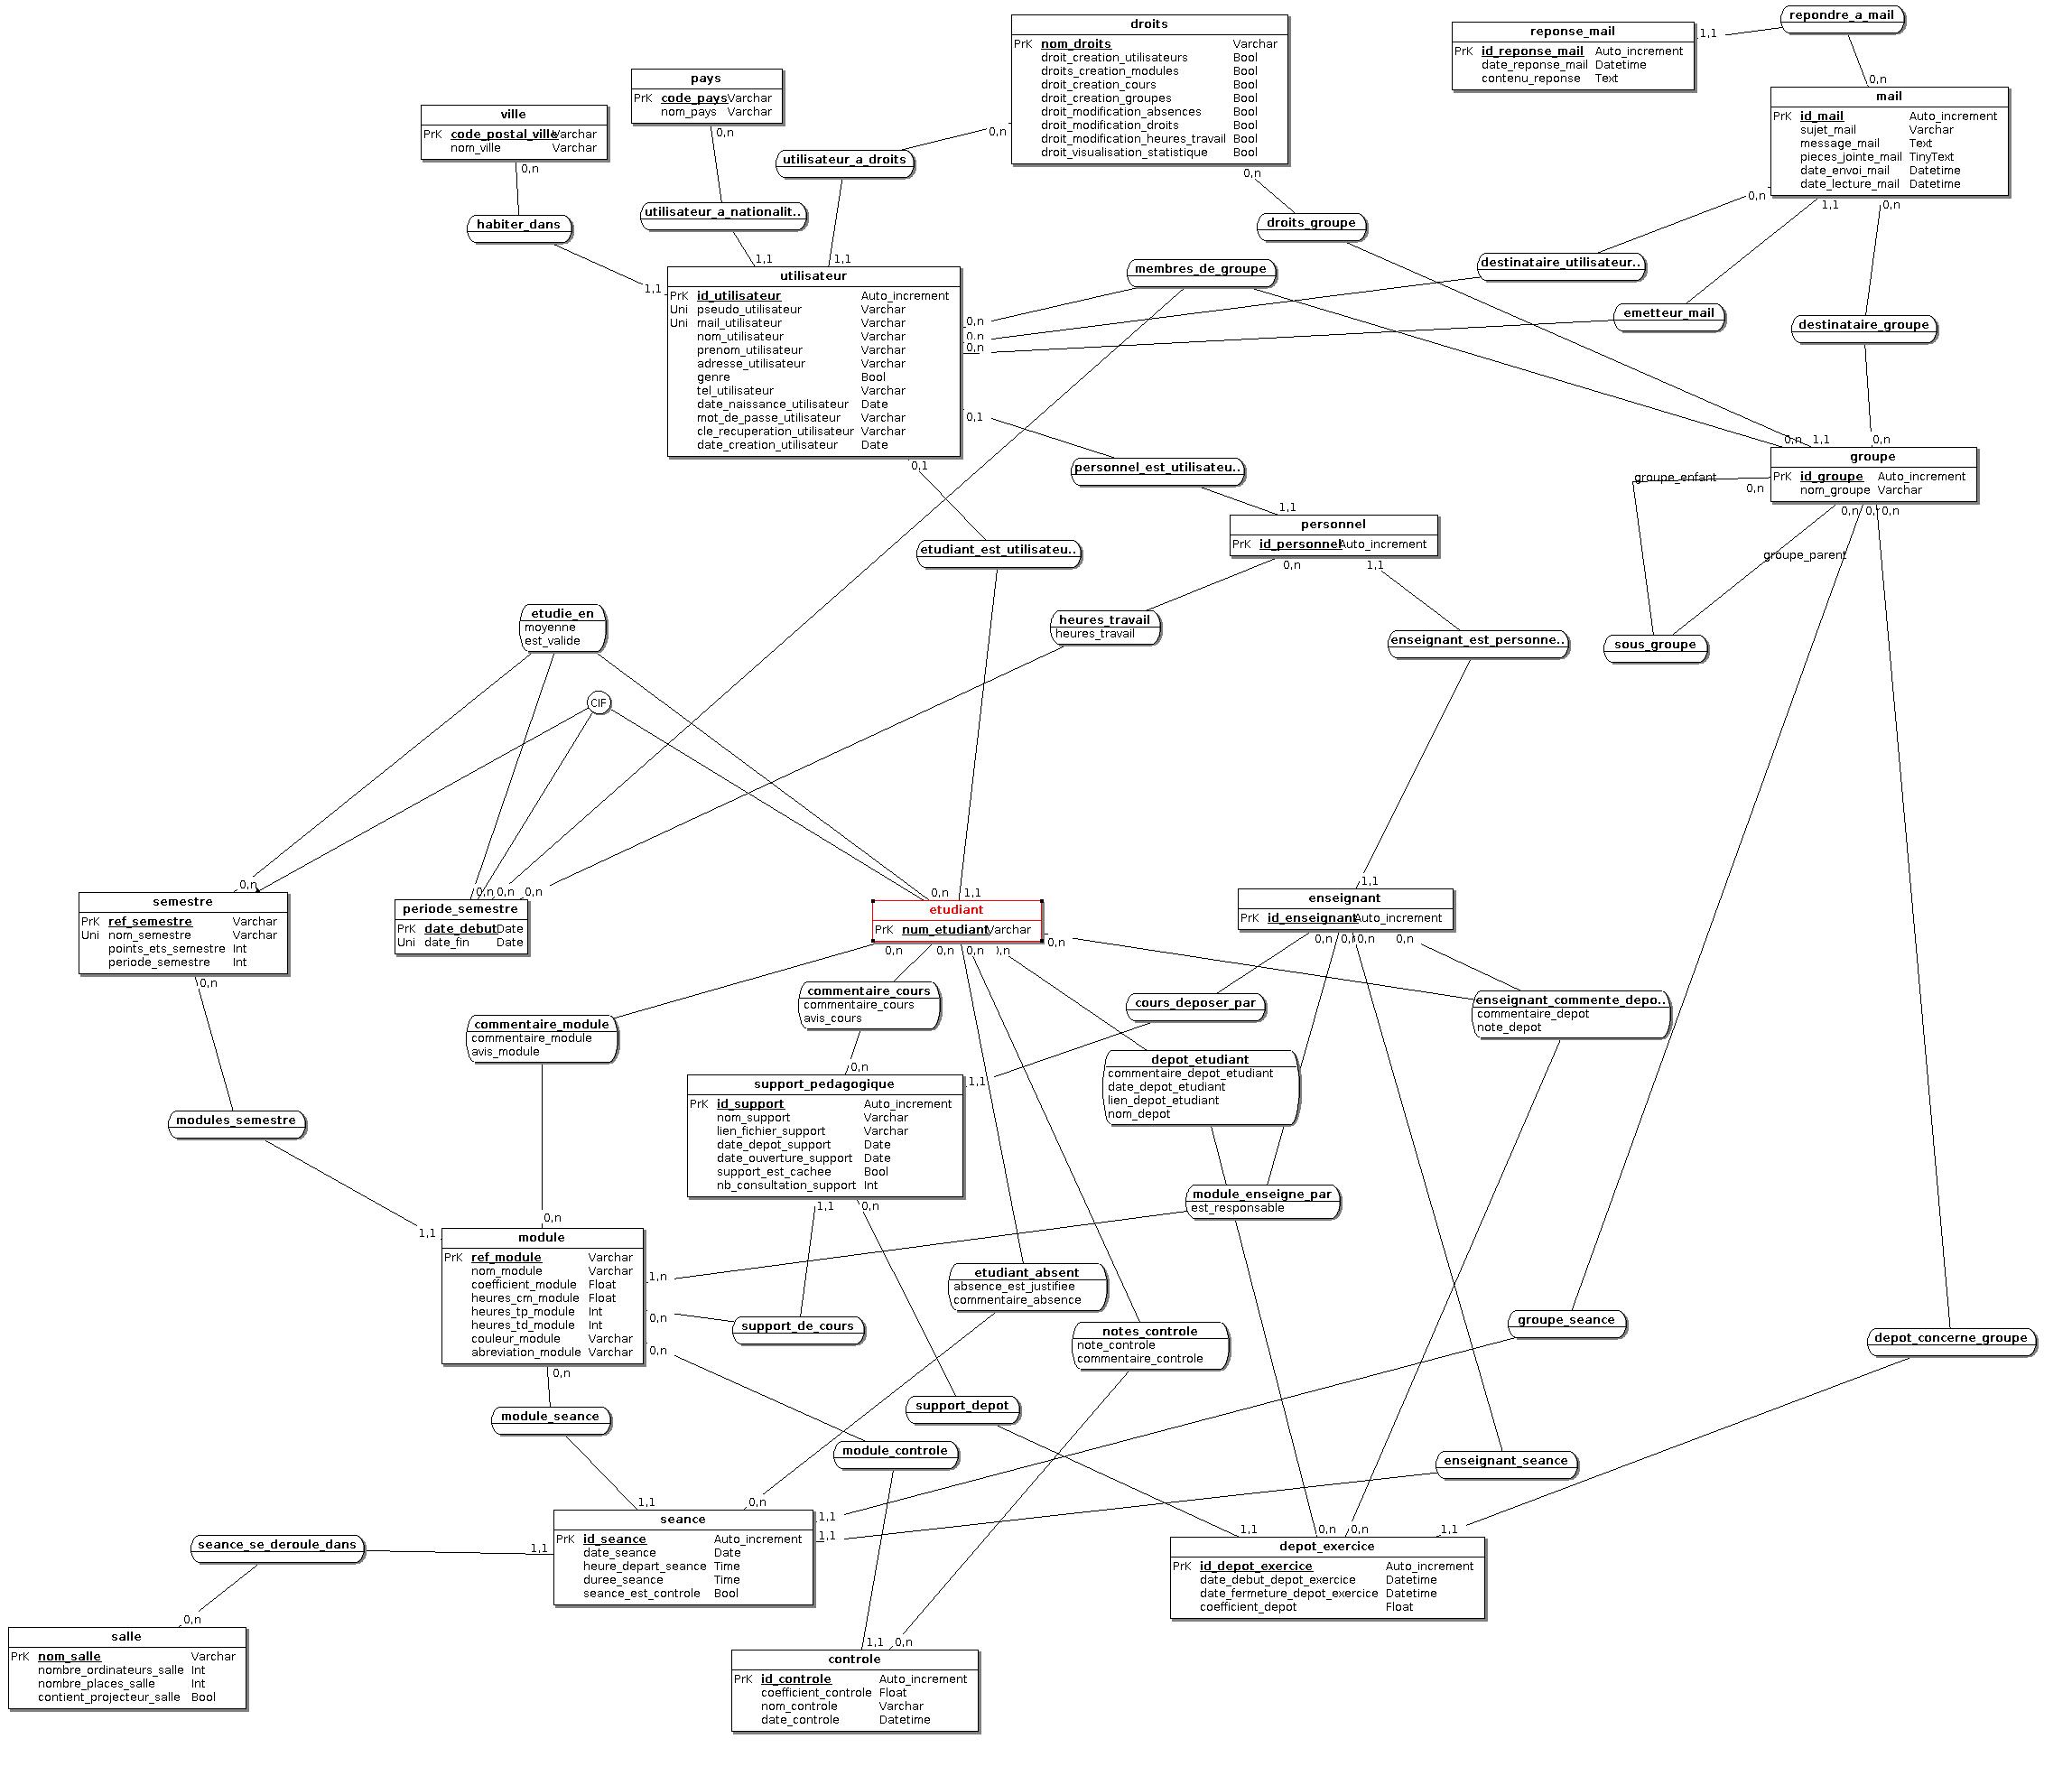 repondre_a_mail
1,1
0,n
reponse_mail
PrK id_reponse_mail Auto_increment
date_reponse_mail Datetime
contenu_reponse Text
droits
PrK nom_droits Varchar
droit_creation_utilisateurs Bool
droits_creation_modules Bool
droit_creation_cours Bool
droit_creation_groupes Bool
droit_modification_absences Bool
droit_modification_droits Bool
droit_modification_heures_travail Bool
droit_visualisation_statistique Bool
0,n
0,n
pays
PrK code_pays Varchar
nom_pays Varchar
0,n
ville
PrK code_postal_ville Varchar
nom_ville Varchar
0,n
mail
PrK id_mail Auto_increment
sujet_mail Varchar
message_mail Text
pieces_jointe_mail TinyText
date_envoi_mail Datetime
date_lecture_mail Datetime
0,n
1,1
0,n
utilisateur_a_droits
utilisateur_a_nationalit..
habiter_dans
droits_groupe
membres_de_groupe
destinataire_utilisateur..
emetteur_mail
destinataire_groupe
1,1
1,1
1,1
utilisateur
PrK id_utilisateur Auto_increment
Uni pseudo_utilisateur Varchar
Uni mail_utilisateur Varchar
nom_utilisateur Varchar
prenom_utilisateur Varchar
adresse_utilisateur Varchar
genre Bool
tel_utilisateur Varchar
date_naissance_utilisateur Date
mot_de_passe_utilisateur Varchar
cle_recuperation_utilisateur Varchar
date_creation_utilisateur Date
0,n
0,n
0,n
0,1
0,1
0,n
1,1
0,n
groupe
PrK id_groupe Auto_increment
nom_groupe Varchar
groupe_enfant
0,n
0,n
0,n
groupe_parent
sous_groupe
personnel_est_utilisateu..
1,1
personnel
PrK id_personnel Auto_increment
0,n
1,1
etudiant_est_utilisateu..
etudie_en
moyenne
est_valide
heures_travail
heures_travail
enseignant_est_personne..
CIF
0,n
semestre
PrK ref_semestre Varchar
Uni nom_semestre Varchar
points_ets_semestre Int
periode_semestre Int
0,n
0,n
0,n
0,n
periode_semestre
PrK date_debut Date
Uni date_fin Date
0,n
1,1
etudiant
PrK num_etudiant Varchar
0,n
0,n
0,n
0,n
1,1
enseignant
PrK id_enseignant Auto_increment
0,n
0,n
0,n
commentaire_cours
commentaire_cours
avis_cours
cours_deposer_par
enseignant_commente_depo..
commentaire_depot
note_depot
commentaire_module
commentaire_module
avis_module
depot_etudiant
commentaire_depot_etudiant
date_depot_etudiant
lien_depot_etudiant
nom_depot
0,n
1,1
support_pedagogique
PrK id_support Auto_increment
nom_support Varchar
lien_fichier_support Varchar
date_depot_support Date
date_ouverture_support Date
support_est_cachee Bool
nb_consultation_support Int
1,1
0,n
modules_semestre
module_enseigne_par
est_responsable
0,n
1,1
module
PrK ref_module Varchar
nom_module Varchar
coefficient_module Float
heures_cm_module Float
heures_tp_module Int
heures_td_module Int
couleur_module Varchar
abreviation_module Varchar
1,n
0,n
0,n
0,n
etudiant_absent
absence_est_justifiee
commentaire_absence
support_de_cours
notes_controle
note_controle
commentaire_controle
groupe_seance
depot_concerne_groupe
support_depot
module_seance
module_controle
enseignant_seance
1,1
0,n
seance
PrK id_seance Auto_increment
date_seance Date
heure_depart_seance Time
duree_seance Time
seance_est_controle Bool
1,1
1,1
1,1
seance_se_deroule_dans
1,1
0,n
0,n
1,1
depot_exercice
PrK id_depot_exercice Auto_increment
date_debut_depot_exercice Datetime
date_fermeture_depot_exercice Datetime
coefficient_depot Float
0,n
salle
PrK nom_salle Varchar
nombre_ordinateurs_salle Int
nombre_places_salle Int
contient_projecteur_salle Bool
1,1
0,n
controle
PrK id_controle Auto_increment
coefficient_controle Float
nom_controle Varchar
date_controle Datetime